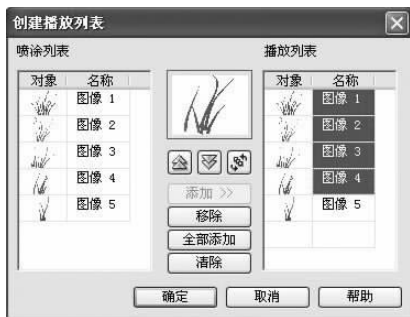 创建播放列表
喷涂列表
播放列表
对象 名称
图像 1
图像 2
图像 3
图像 4
图像 5
添加 >>
移除
全部添加
清除
对象 名称
图像 1
图像 2
图像 3
图像 4
图像 5
确定 取消 帮助